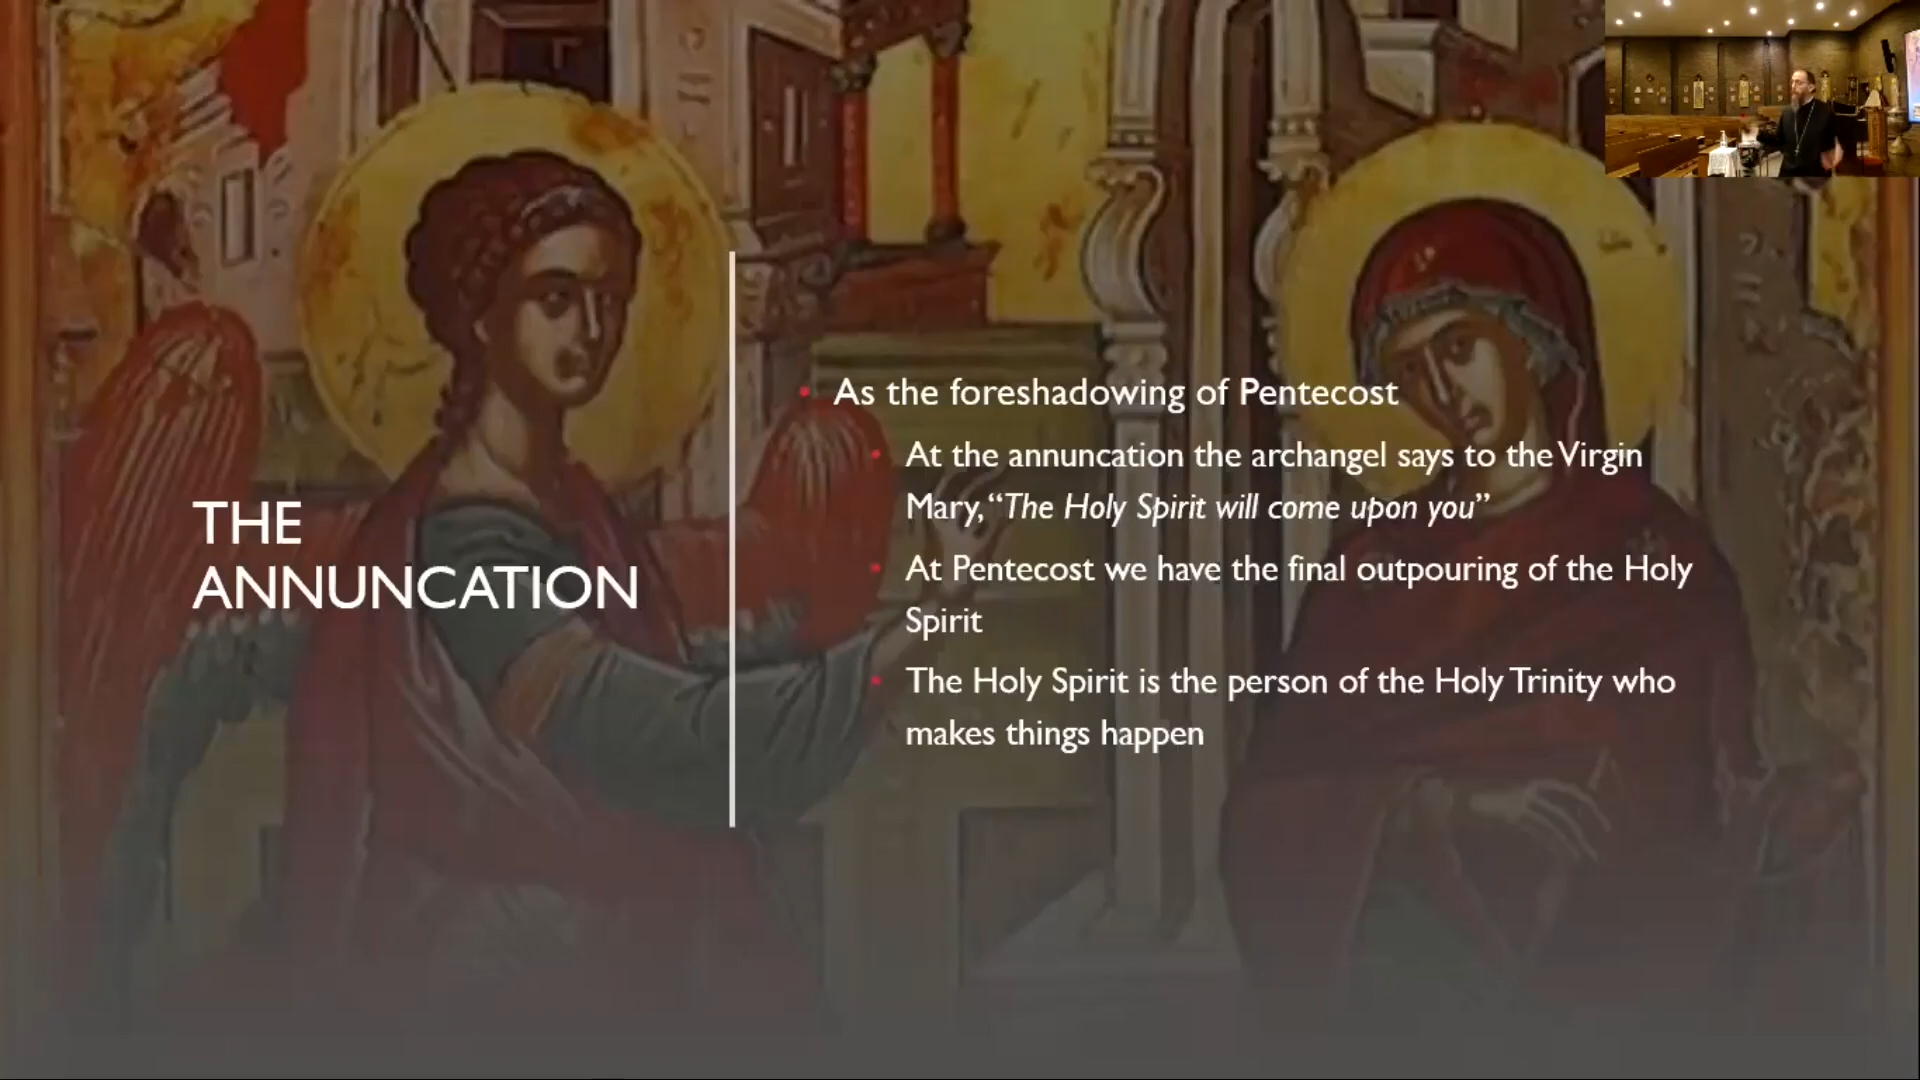 THE
ANNUNCATION
As the foreshadowing of Pentecost
At the annuncation the archangel says to the Virgin
Mary, “The Holy Spirit will come upon you”
At Pentecost we have the final outpouring of the Holy
Spirit
The Holy Spirit is the person of the Holy Trinity who
makes things happen